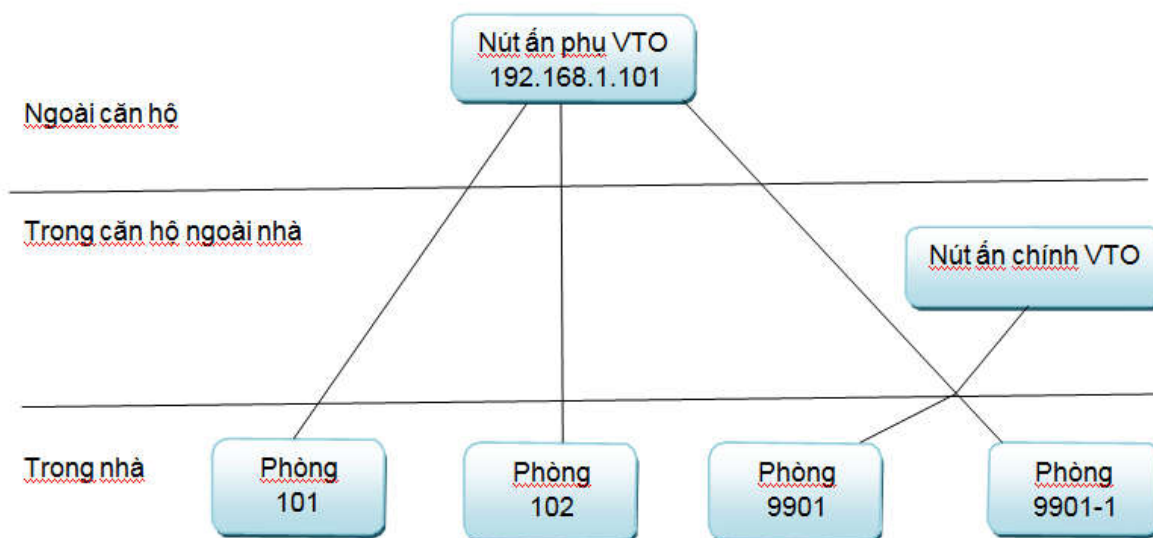 Nút ấn phụ VTO
192.168.1.101
Ngoài căn hộ
Trong căn hộ ngoài nhà
Nút ấn chính VTO
Trong nhà
Phòng
101
Phòng
102
Phòng
9901
Phòng
9901-1